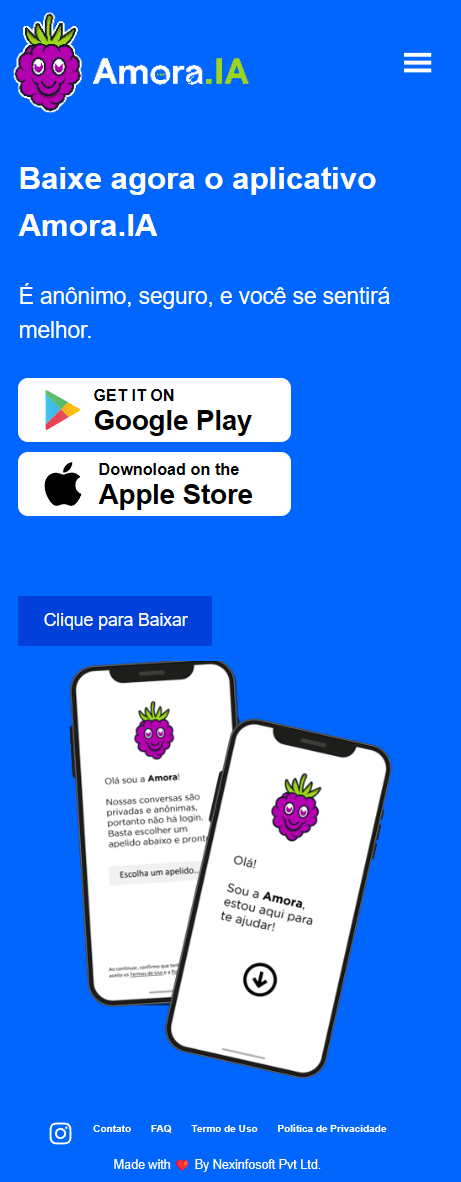 Amora.IA
Baixe agora o aplicativo
Amora.IA
É anônimo, seguro, e você se sentirá
melhor.
GET IT ON
Google Play
Downoload on the
Apple Store
Clique para Baixar
Olá sou a Amora!
Nossas conversas são
privadas e anônimas,
portanto não há login.
Basta escolher um
apelido abaixo e pronto
Escolha um apelido...
Ao continuar, confirmo que
aceito os Termos de Uso e a
Olá!
Sou a Amora,
estou aqui para
te ajudar!
Contato FAQ Termo de Uso Política de Privacidade
Made with ❤️ By Nexinfosoft Pvt Ltd.